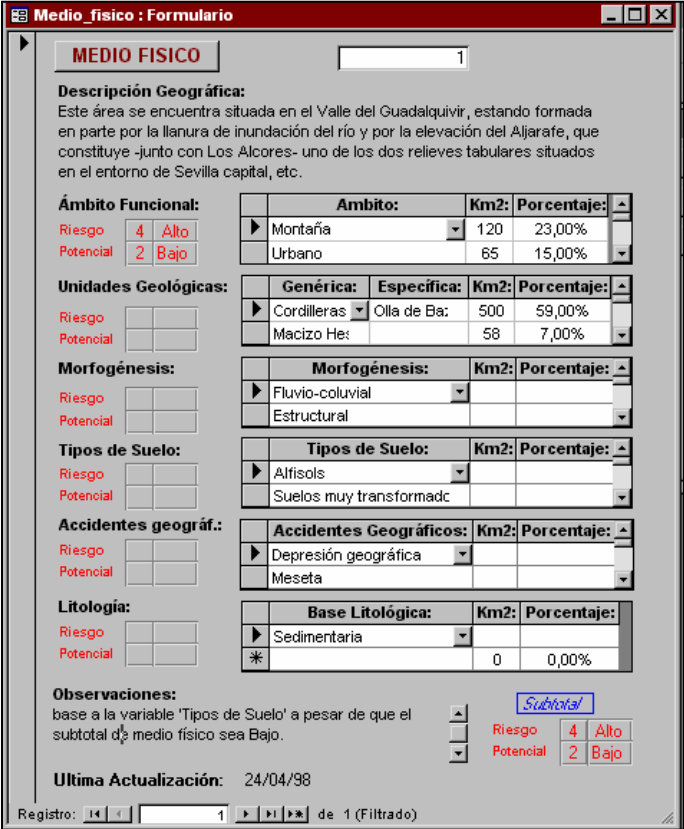 Medio_fisico : Formulario
MEDIO FISICO 1
Descripción Geográfica:
Este área se encuentra situada en el Valle del Guadalquivir, estando formada
en parte por la llanura de inundación del río y por la elevación del Aljarafe, que
constituye -junto con Los Alcores- uno de los dos relieves tabulares situados
en el entorno de Sevilla capital, etc.
Ámbito Funcional: Ambito: Km2: Porcentaje:
Riesgo 4 Alto Montaña 120 23,00%
Potencial 2 Bajo Urbano 65 15,00%
Unidades Geológicas: Genérica: Específica: Km2: Porcentaje:
Riesgo Cordilleras Olla de Ba: 500 59,00%
Potencial Macizo Hes 58 7,00%
Morfogénesis: Morfogénesis: Km2: Porcentaje:
Riesgo Fluvio-coluvial
Potencial Estructural
Tipos de Suelo: Tipos de Suelo: Km2: Porcentaje:
Riesgo Alfisols
Potencial Suelos muy transformadc
Accidentes geográf.: Accidentes Geográficos: Km2: Porcentaje:
Riesgo Depresión geográfica
Potencial Meseta
Litología: Base Litológica: Km2: Porcentaje:
Riesgo Sedimentaria
Potencial 0 0,00%
Observaciones:
base a la variable 'Tipos de Suelo' a pesar de que el
subtotal de medio físico sea Bajo.
Subtotal
Riesgo 4 Alto
Potencial 2 Bajo
Ultima Actualización: 24/04/98
Registro: 1 de 1 (Filtrado)